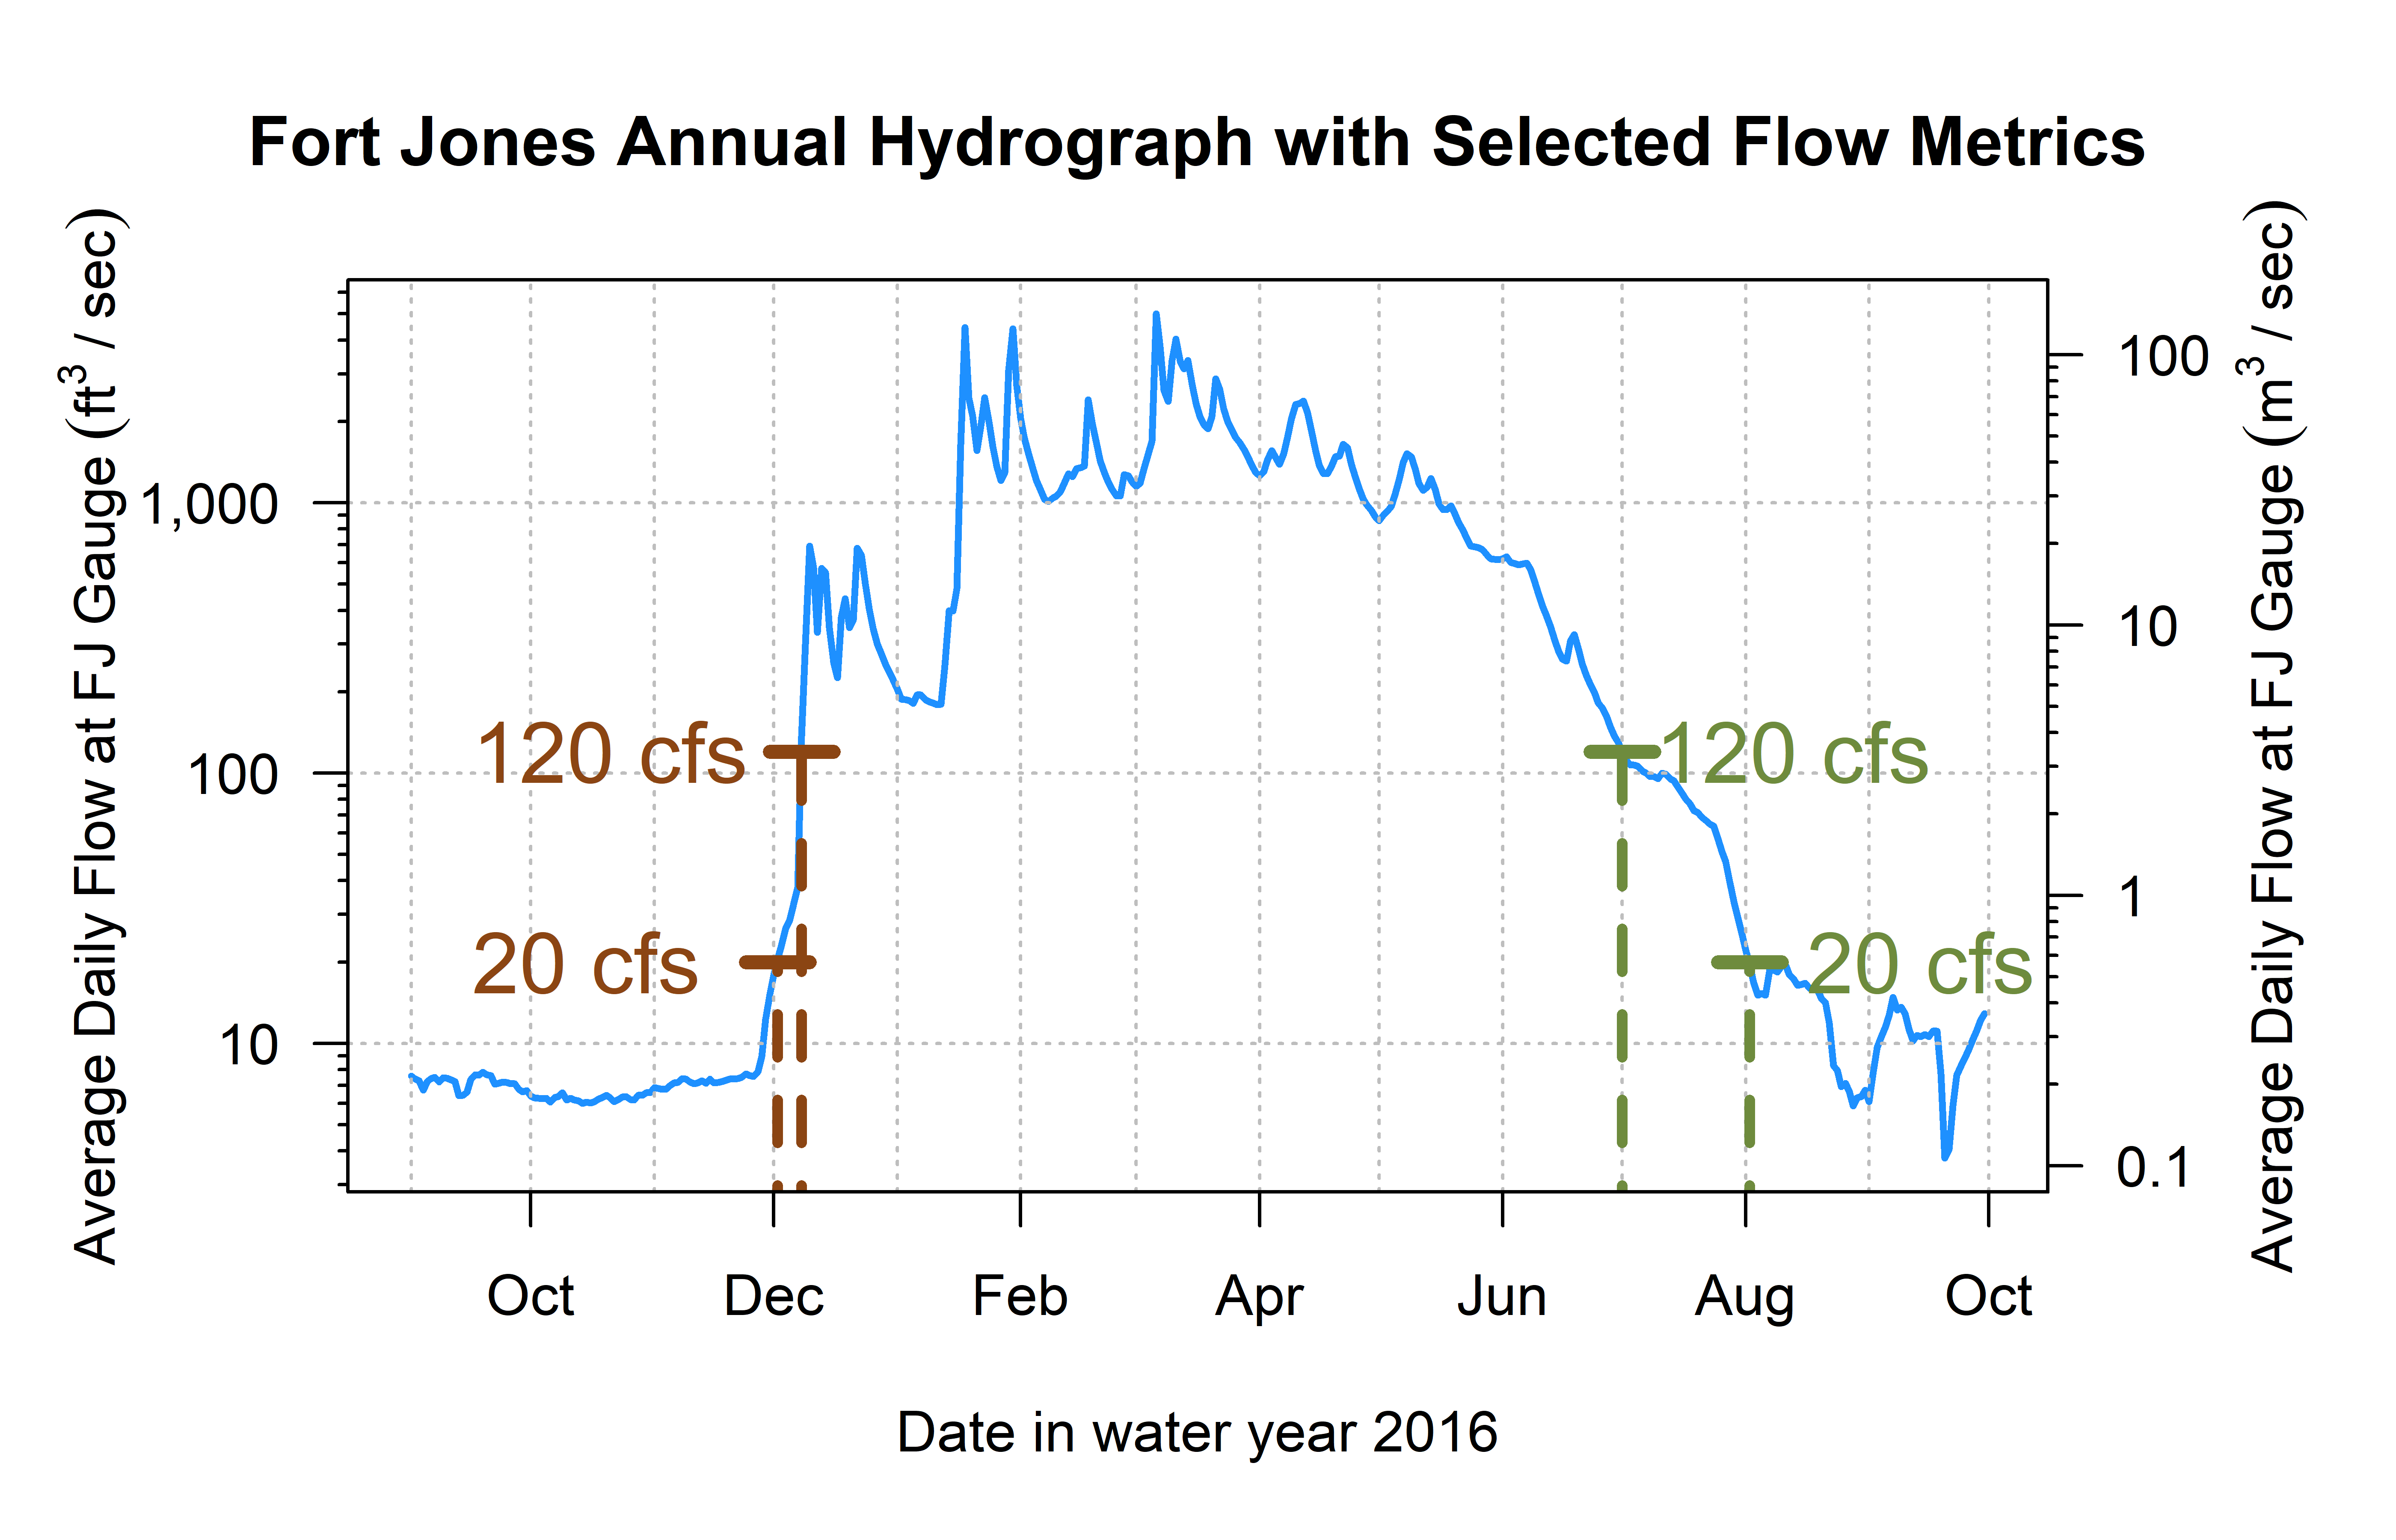 Fort Jones Annual Hydrograph with Selected Flow Metrics
Average Daily Flow at FJ Gauge (ft³ / sec)
1,000
100
10
120 cfs
20 cfs
120 cfs
20 cfs
100
10
1
0.1
Average Daily Flow at FJ Gauge (m³ / sec)
Oct Dec Feb Apr Jun Aug Oct
Date in water year 2016